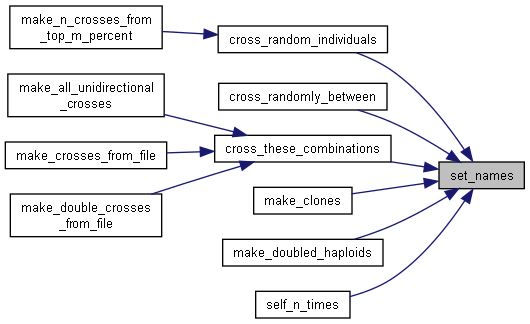 make_n_crosses_from
_top_m_percent
cross_random_individuals
make_all_unidirectional
_crosses
cross_randomly_between
make_crosses_from_file
cross_these_combinations
set_names
make_double_crosses
_from_file
make_clones
make_doubled_haploids
self_n_times